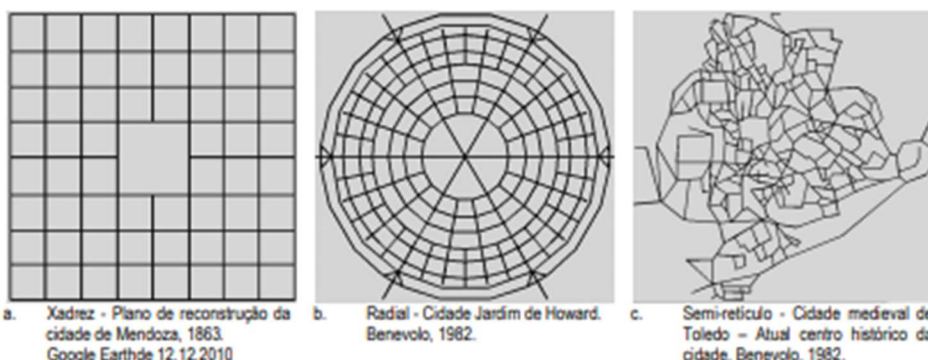 a. Xadrez - Plano de reconstrução da
cidade de Mendoza, 1863.
Google Earthde 12.12.2010
b. Radial - Cidade Jardim de Howard.
Benevolo, 1982.
c. Semi-retículo - Cidade medieval de
Toledo – Atual centro histórico da
cidade. Benevolo, 1982.